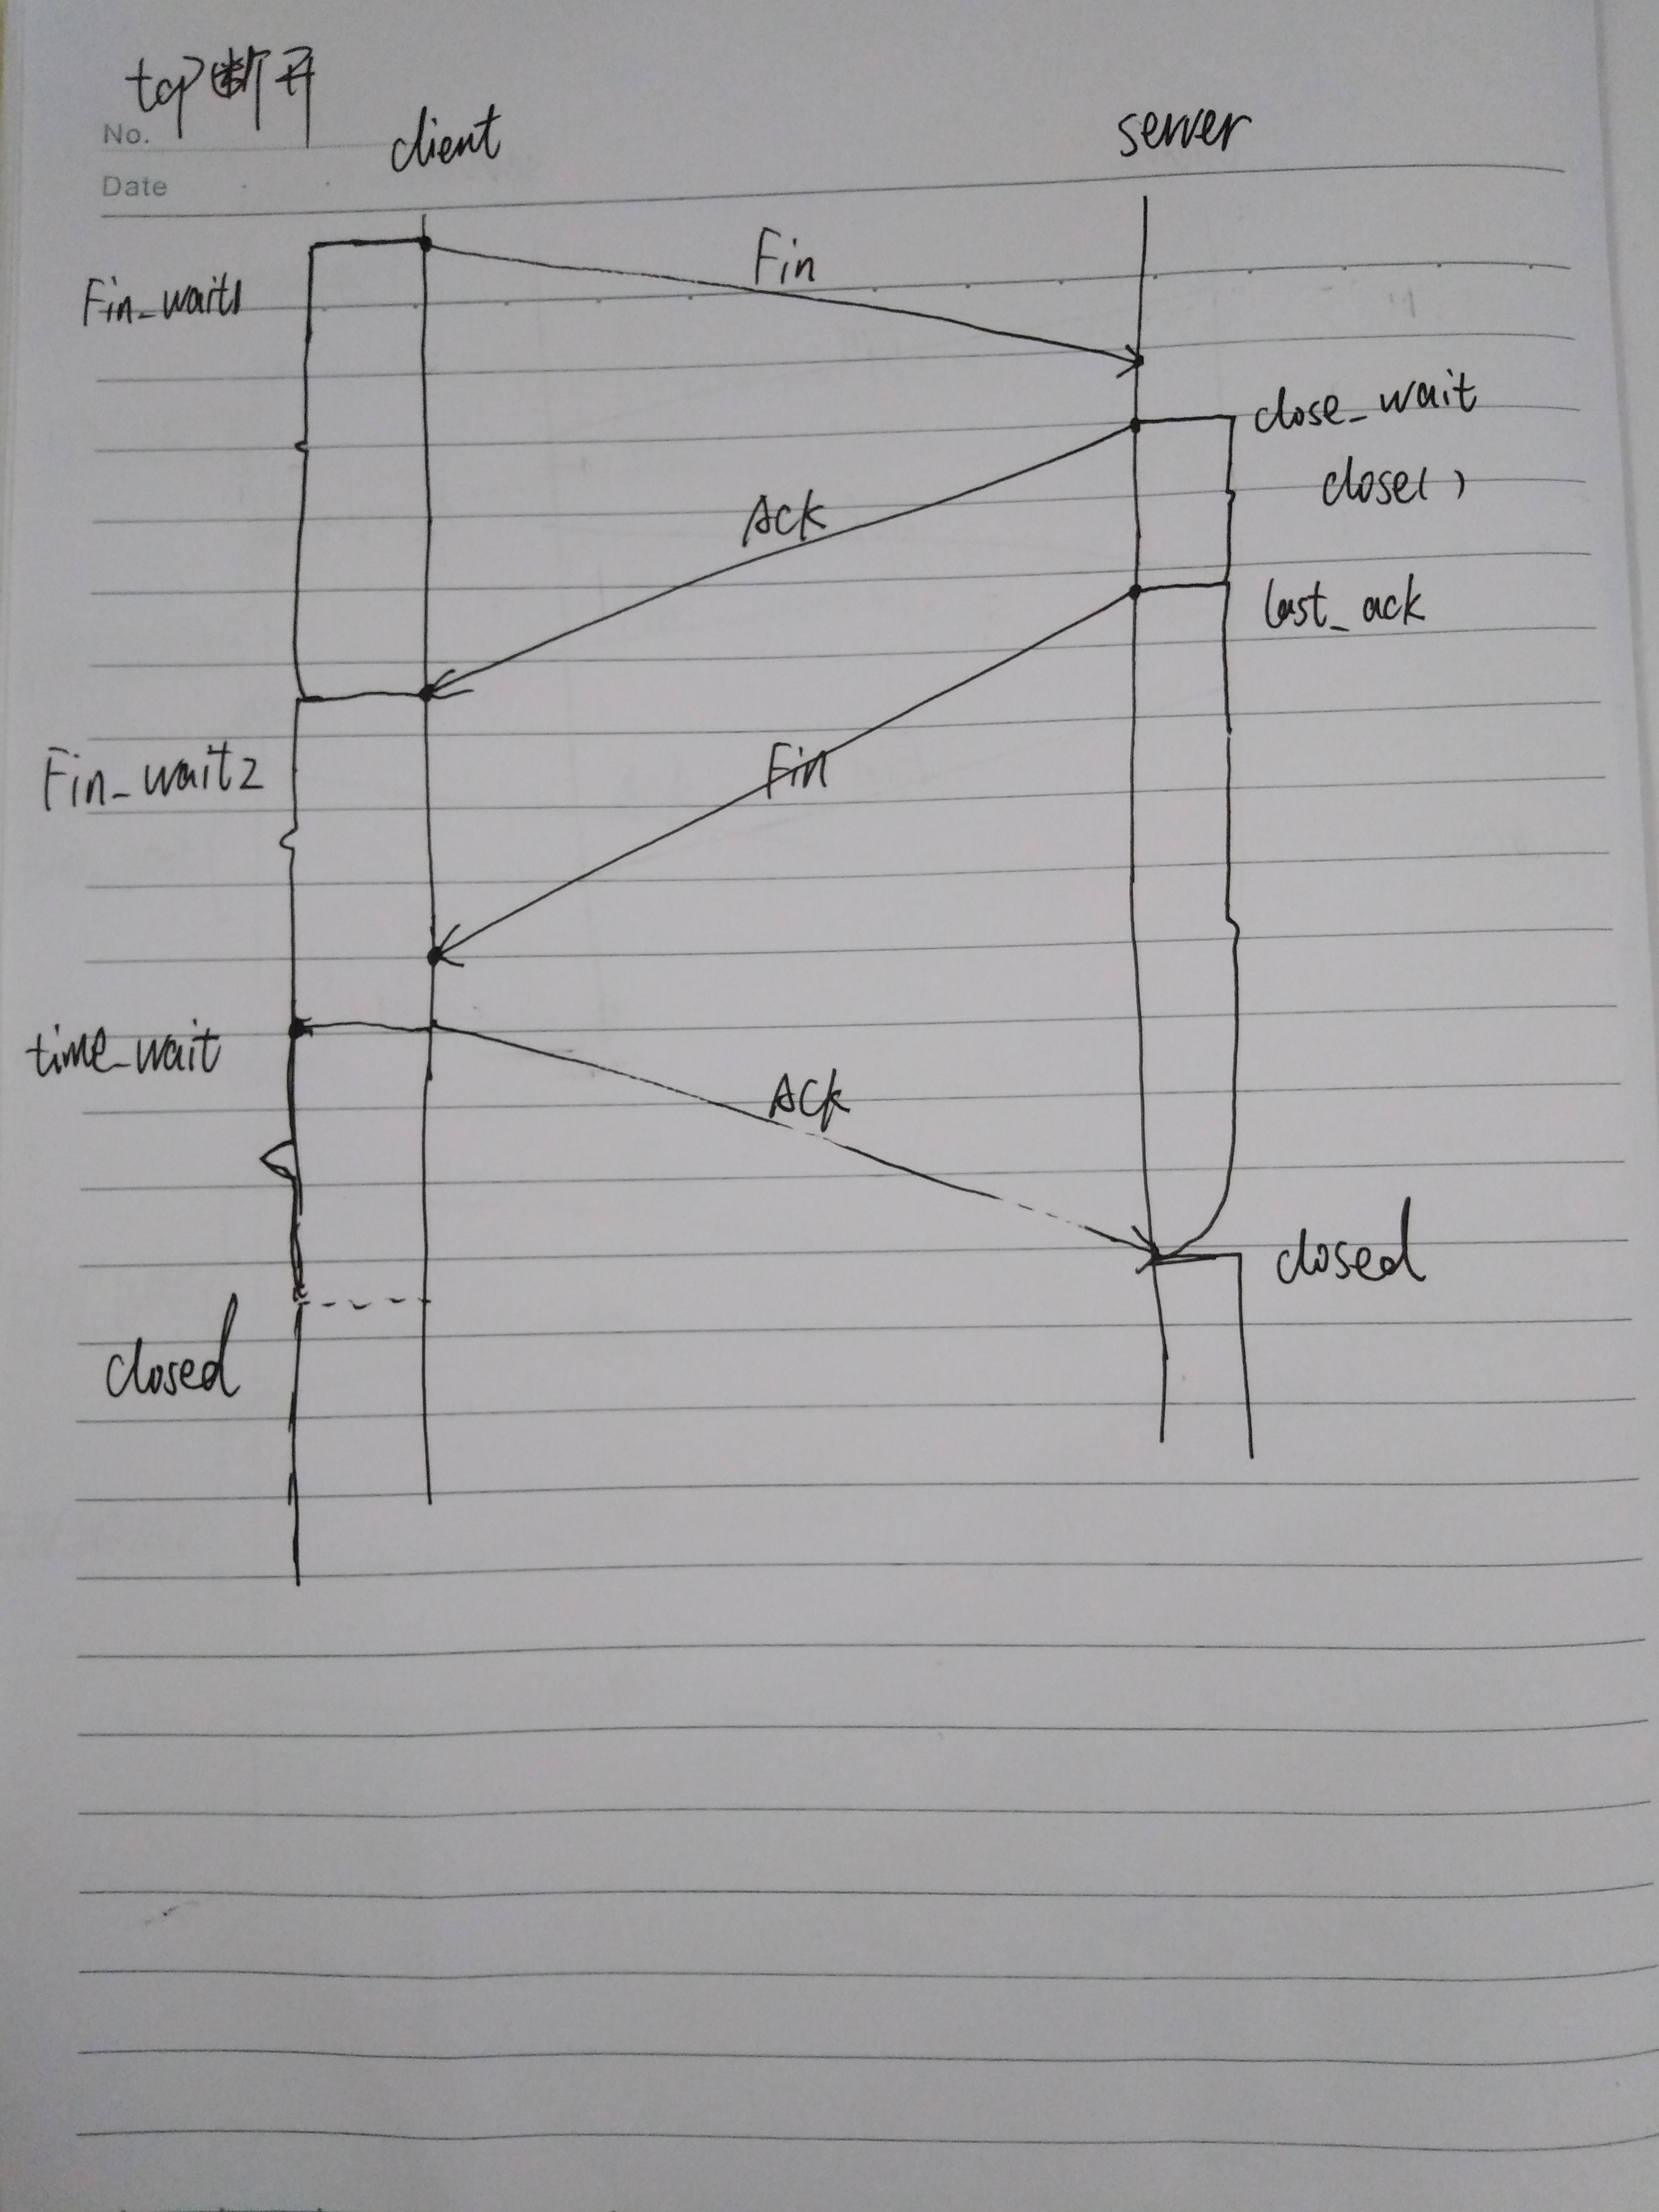 tcp断开
No.
client
server
Date
Fin
Fin_wait1
close_wait
close()
Ack
last_ack
Fin
Fin_wait2
time_wait
Ack
closed
closed